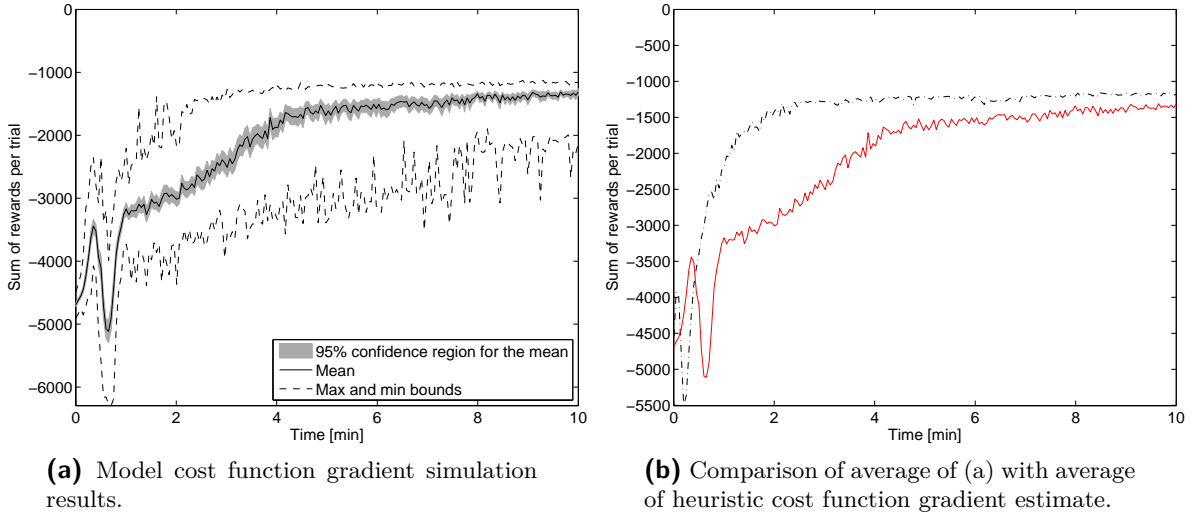 0
−1000
−2000
−3000
−4000
−5000
−6000
Sum of rewards per trial
95% confidence region for the mean
Mean
Max and min bounds
0 2 4 6 8 10
Time [min]
(a) Model cost function gradient simulation
results.
0
−500
−1000
−1500
−2000
−2500
−3000
−3500
−4000
−4500
−5000
−5500
Sum of rewards per trial
0 2 4 6 8 10
Time [min]
(b) Comparison of average of (a) with average
of heuristic cost function gradient estimate.